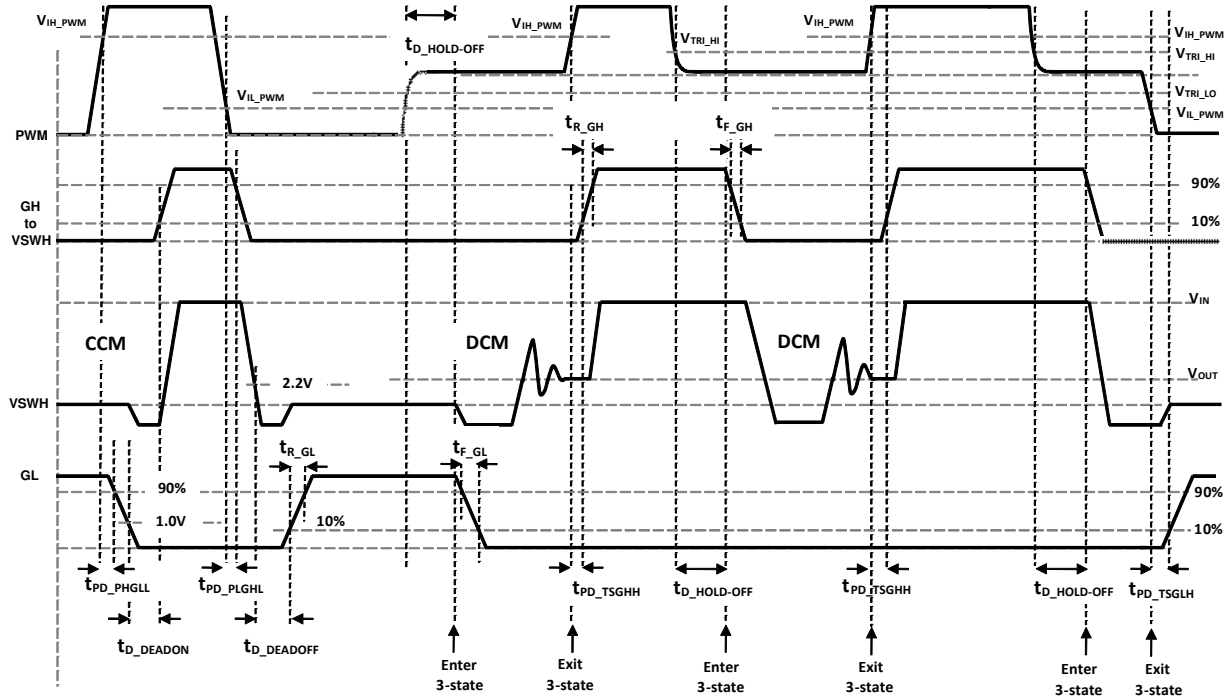 VIH_PWM
VIH_PWM
VIH_PWM
VIH_PWM
tD_HOLD-OFF
VTRI_HI
VTRI_HI
VTRI_LO
VIL_PWM
VIL_PWM
PWM
tR_GH
tF_GH
90%
GH
to
VSWH
10%
VIN
CCM
DCM
DCM
2.2V
VOUT
VSWH
tR_GL
tF_GL
GL
90%
90%
1.0V
10%
10%
tPD_PHGLL
tPD_PLGHL
tPD_TSGHH
tD_HOLD-OFF
tPD_TSGHH
tD_HOLD-OFF
tPD_TSGLH
tD_DEADON
tD_DEADOFF
Enter
3-state
Exit
3-state
Enter
3-state
Exit
3-state
Enter
3-state
Exit
3-state